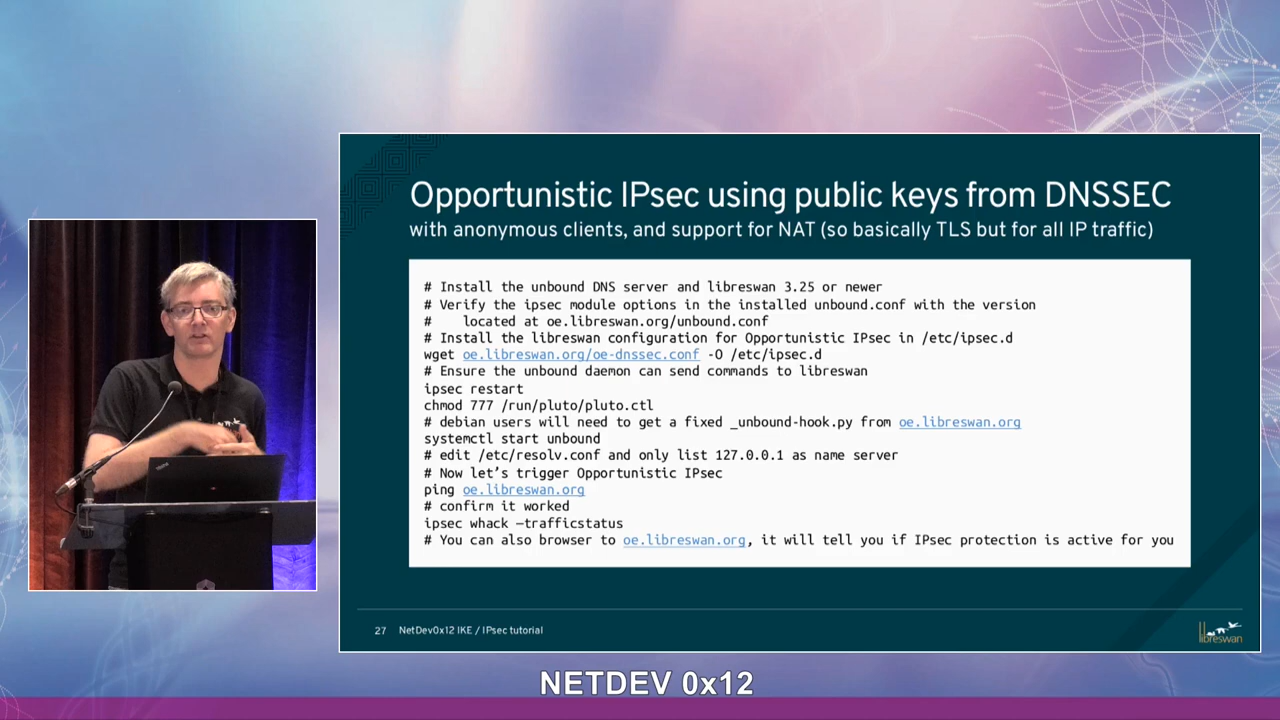 Opportunistic IPsec using public keys from DNSSEC
with anonymous clients, and support for NAT (so basically TLS but for all IP traffic)
# Install the unbound DNS server and libreswan 3.25 or newer
# Verify the ipsec module options in the installed unbound.conf with the version
#    located at oe.libreswan.org/unbound.conf
# Install the libreswan configuration for Opportunistic IPsec in /etc/ipsec.d
wget oe.libreswan.org/oe-dnssec.conf -O /etc/ipsec.d
# Ensure the unbound daemon can send commands to libreswan
ipsec restart
chmod 777 /run/pluto/pluto.ctl
# debian users will need to get a fixed _unbound-hook.py from oe.libreswan.org
systemctl start unbound
# edit /etc/resolv.conf and only list 127.0.0.1 as name server
# Now let’s trigger Opportunistic IPsec
ping oe.libreswan.org
# confirm it worked
ipsec whack —trafficstatus
# You can also browser to oe.libreswan.org, it will tell you if IPsec protection is active for you
27 NetDev0x12 IKE / IPsec tutorial
libreswan
NETDEV 0x12